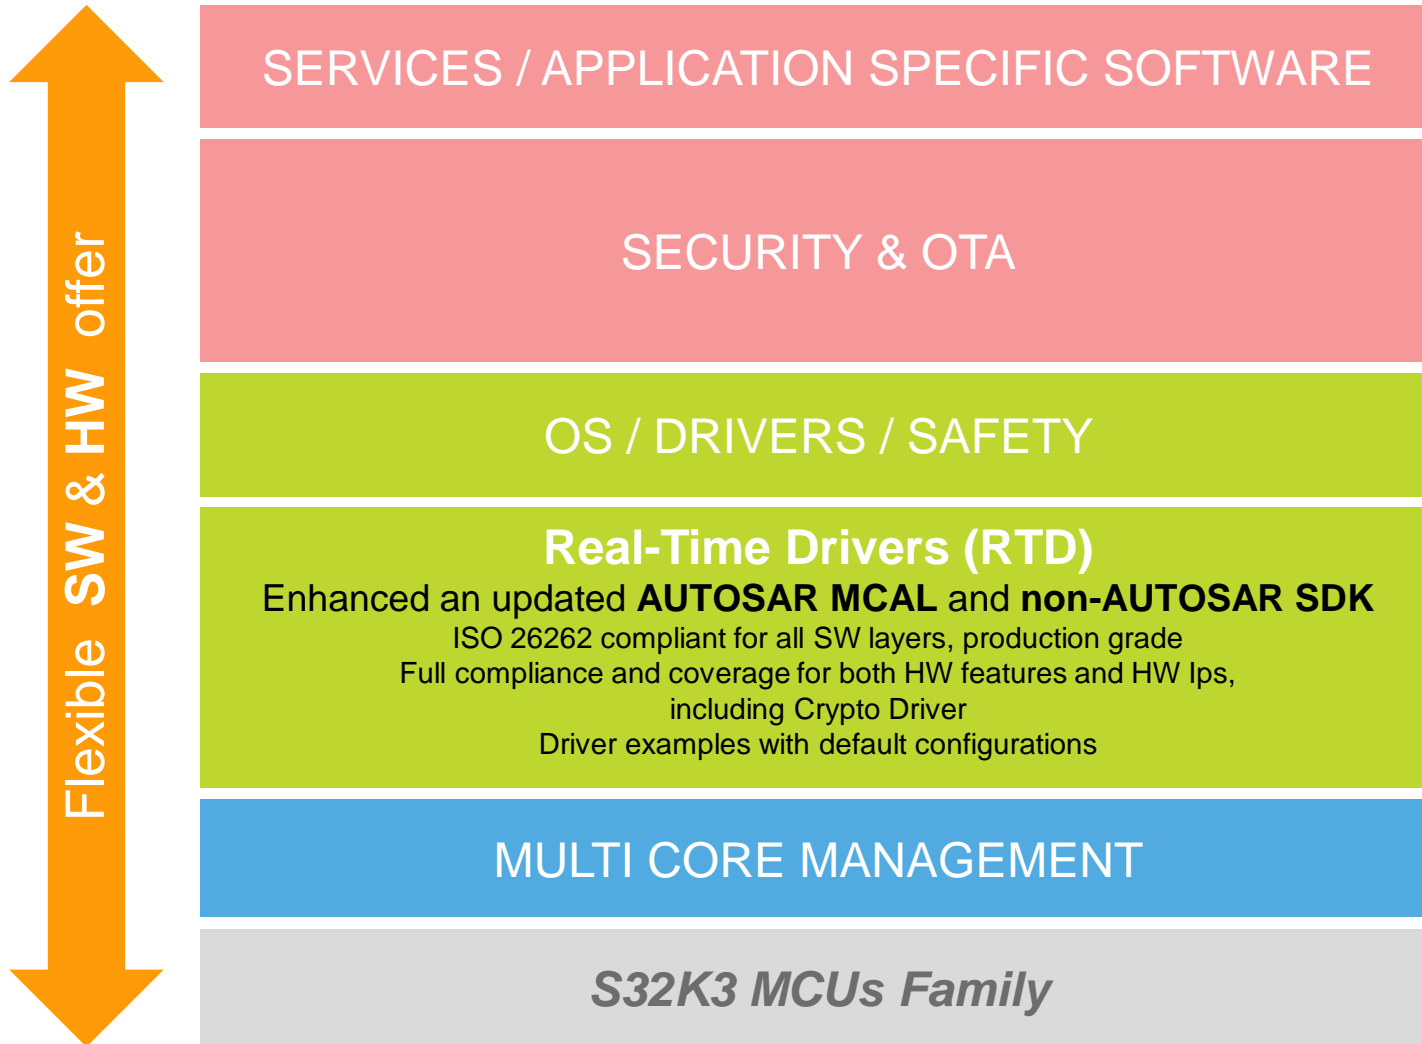 Flexible SW & HW offer
SERVICES / APPLICATION SPECIFIC SOFTWARE
SECURITY & OTA
OS / DRIVERS / SAFETY
Real-Time Drivers (RTD)
Enhanced an updated AUTOSAR MCAL and non-AUTOSAR SDK
ISO 26262 compliant for all SW layers, production grade
Full compliance and coverage for both HW features and HW Ips,
including Crypto Driver
Driver examples with default configurations
MULTI CORE MANAGEMENT
S32K3 MCUs Family